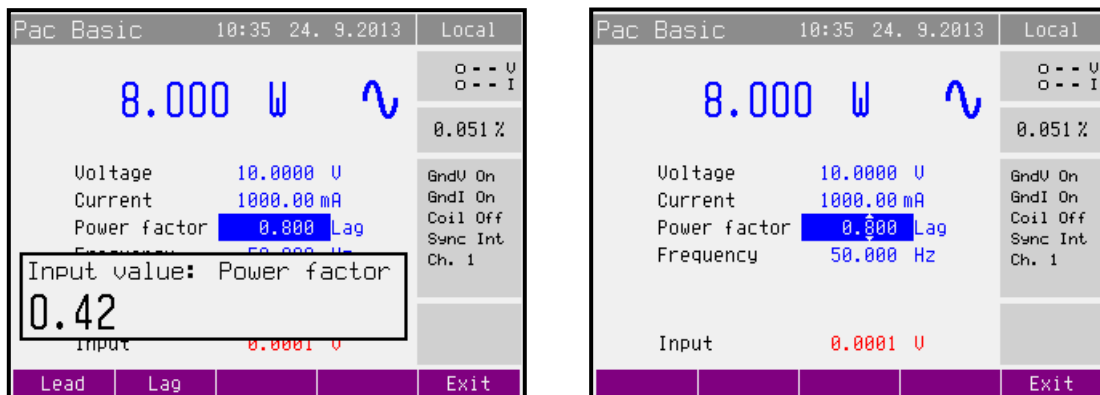 Pac Basic 10:35 24. 9.2013 Local
o-- V
o-- I
8.000 W
0.051 %
Voltage 10.0000 V
Current 1000.00 mA
Power factor 0.800 Lag
GndV On
GndI On
Coil Off
Sync Int
Ch. 1
Frequency 50.000 Hz
Input value: Power factor
0.42
Input 0.0001 V
Lead Lag Exit
Pac Basic 10:35 24. 9.2013 Local
o-- V
o-- I
8.000 W
0.051 %
Voltage 10.0000 V
Current 1000.00 mA
Power factor 0.800 Lag
Frequency 50.000 Hz
GndV On
GndI On
Coil Off
Sync Int
Ch. 1
Input 0.0001 V
Exit